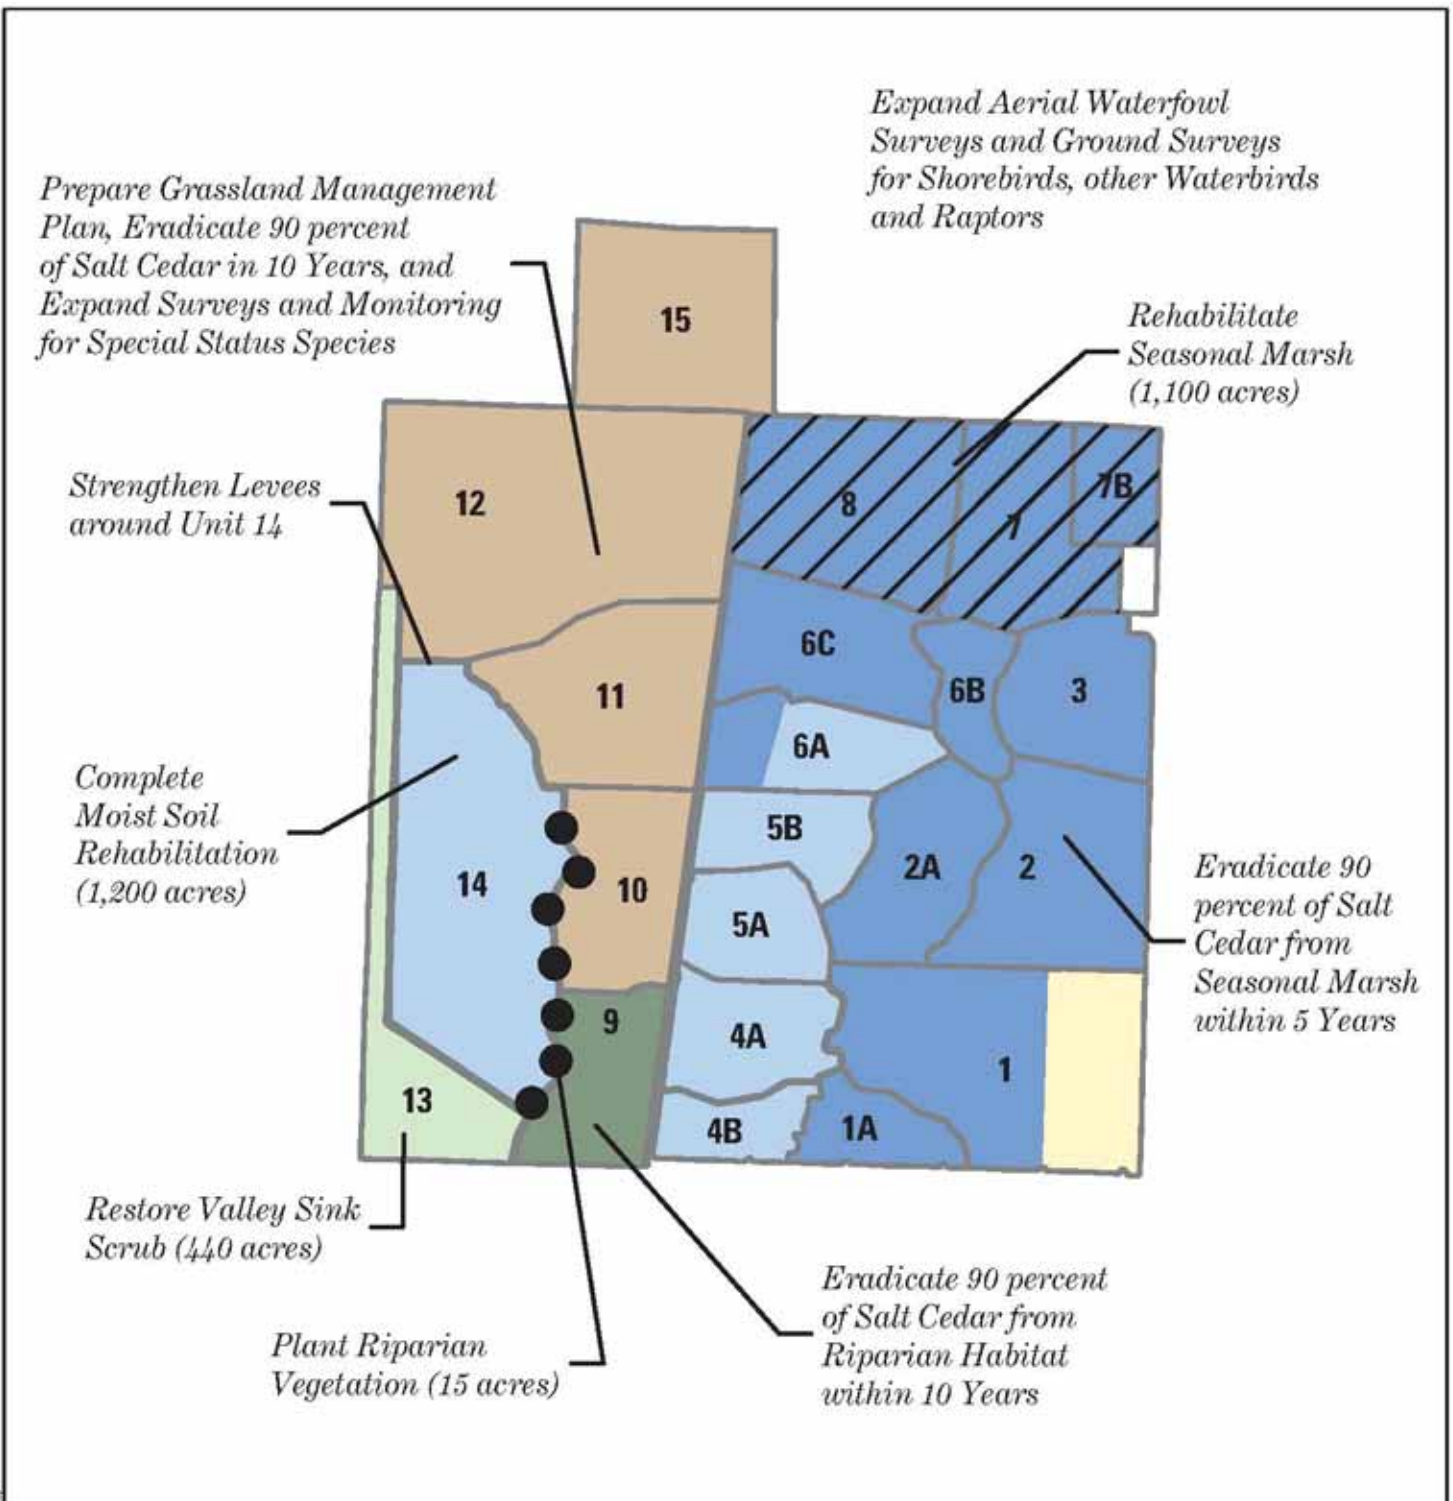 Expand Aerial Waterfowl
Surveys and Ground Surveys
for Shorebirds, other Waterbirds
and Raptors
Prepare Grassland Management
Plan, Eradicate 90 percent
of Salt Cedar in 10 Years, and
Expand Surveys and Monitoring
for Special Status Species
Rehabilitate
Seasonal Marsh
(1,100 acres)
Strengthen Levees
around Unit 14
Complete
Moist Soil
Rehabilitation
(1,200 acres)
Eradicate 90
percent of Salt
Cedar from
Seasonal Marsh
within 5 Years
Restore Valley Sink
Scrub (440 acres)
Plant Riparian
Vegetation (15 acres)
Eradicate 90 percent
of Salt Cedar from
Riparian Habitat
within 10 Years
15
12
8
7
7B
11
6C
6B
3
6A
14
10
5B
2A
2
5A
9
4A
1
13
4B
1A